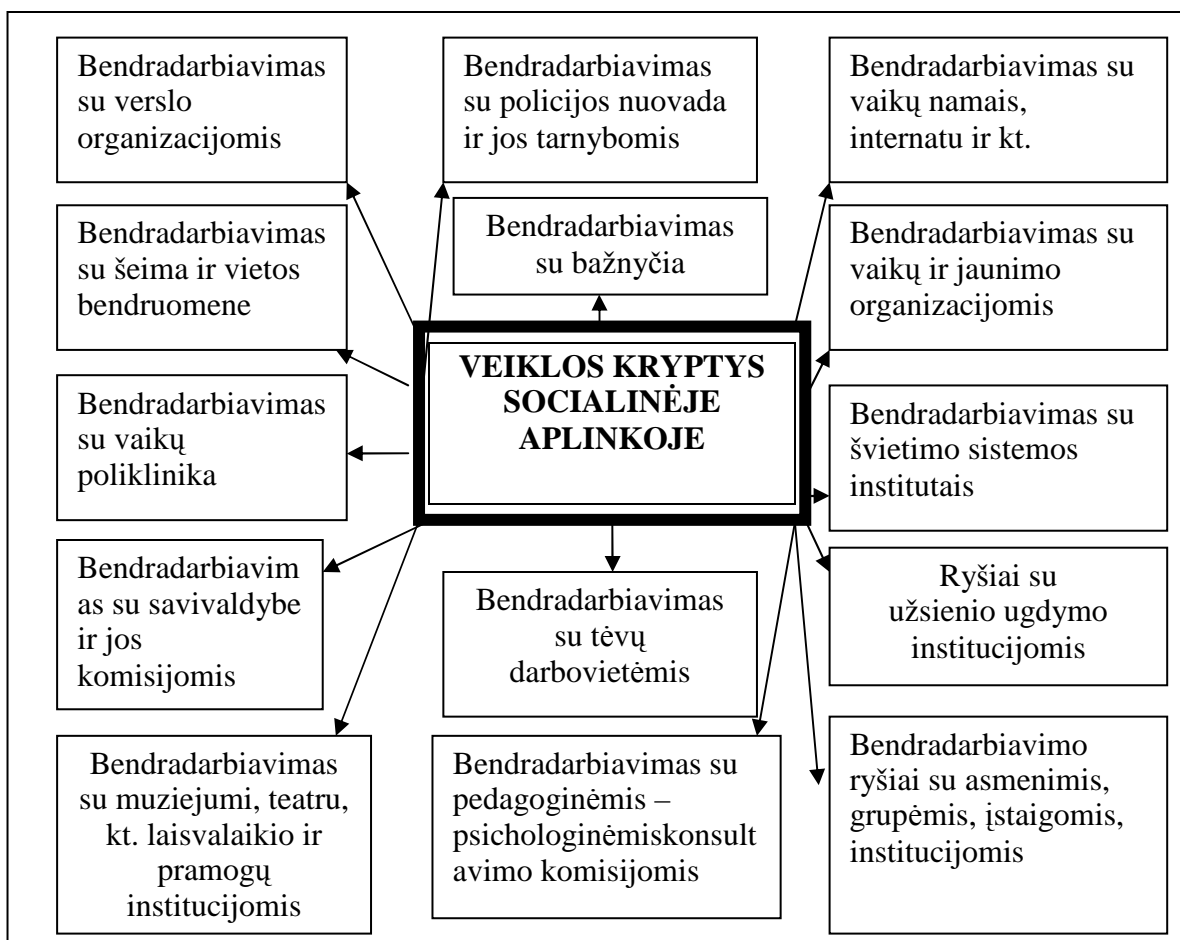 Bendradarbiavimas
su verslo
organizacijomis
Bendradarbiavimas
su policijos nuovada
ir jos tarnybomis
Bendradarbiavimas su
vaikų namais,
internatu ir kt.
Bendradarbiavimas
su šeima ir vietos
bendruomene
Bendradarbiavimas
su bažnyčia
Bendradarbiavimas su
vaikų ir jaunimo
organizacijomis
VEIKLOS KRYPTYS
SOCIALINĖJE
APLINKOJE
Bendradarbiavimas
su vaikų
poliklinika
Bendradarbiavimas su
švietimo sistemos
institutais
Bendradarbiavim
as su savivaldybe
ir jos
komisijomis
Bendradarbiavimas
su tėvų
darbovietėmis
Ryšiai su
užsienio ugdymo
institucijomis
Bendradarbiavimas
su muziejumi, teatru,
kt. laisvalaikio ir
pramogų
institucijomis
Bendradarbiavimas su
pedagoginėmis –
psichologinėmiskonsult
avimo komisijomis
Bendradarbiavimo
ryšiai su asmenimis,
grupėmis, įstaigomis,
institucijomis